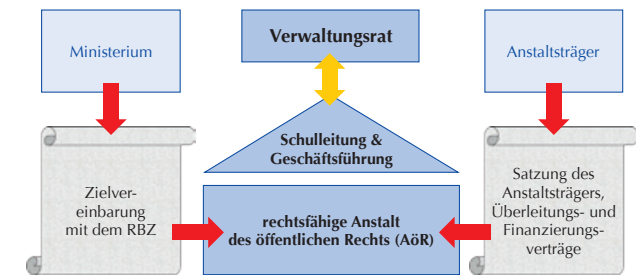 Ministerium
Verwaltungsrat
Anstaltsträger
Schulleitung &
Geschäftsführung
Zielver-
einbarung
mit dem RBZ
rechtsfähige Anstalt
des öffentlichen Rechts (AöR)
Satzung des
Anstaltsträgers,
Überleitungs- und
Finanzierungs-
verträge